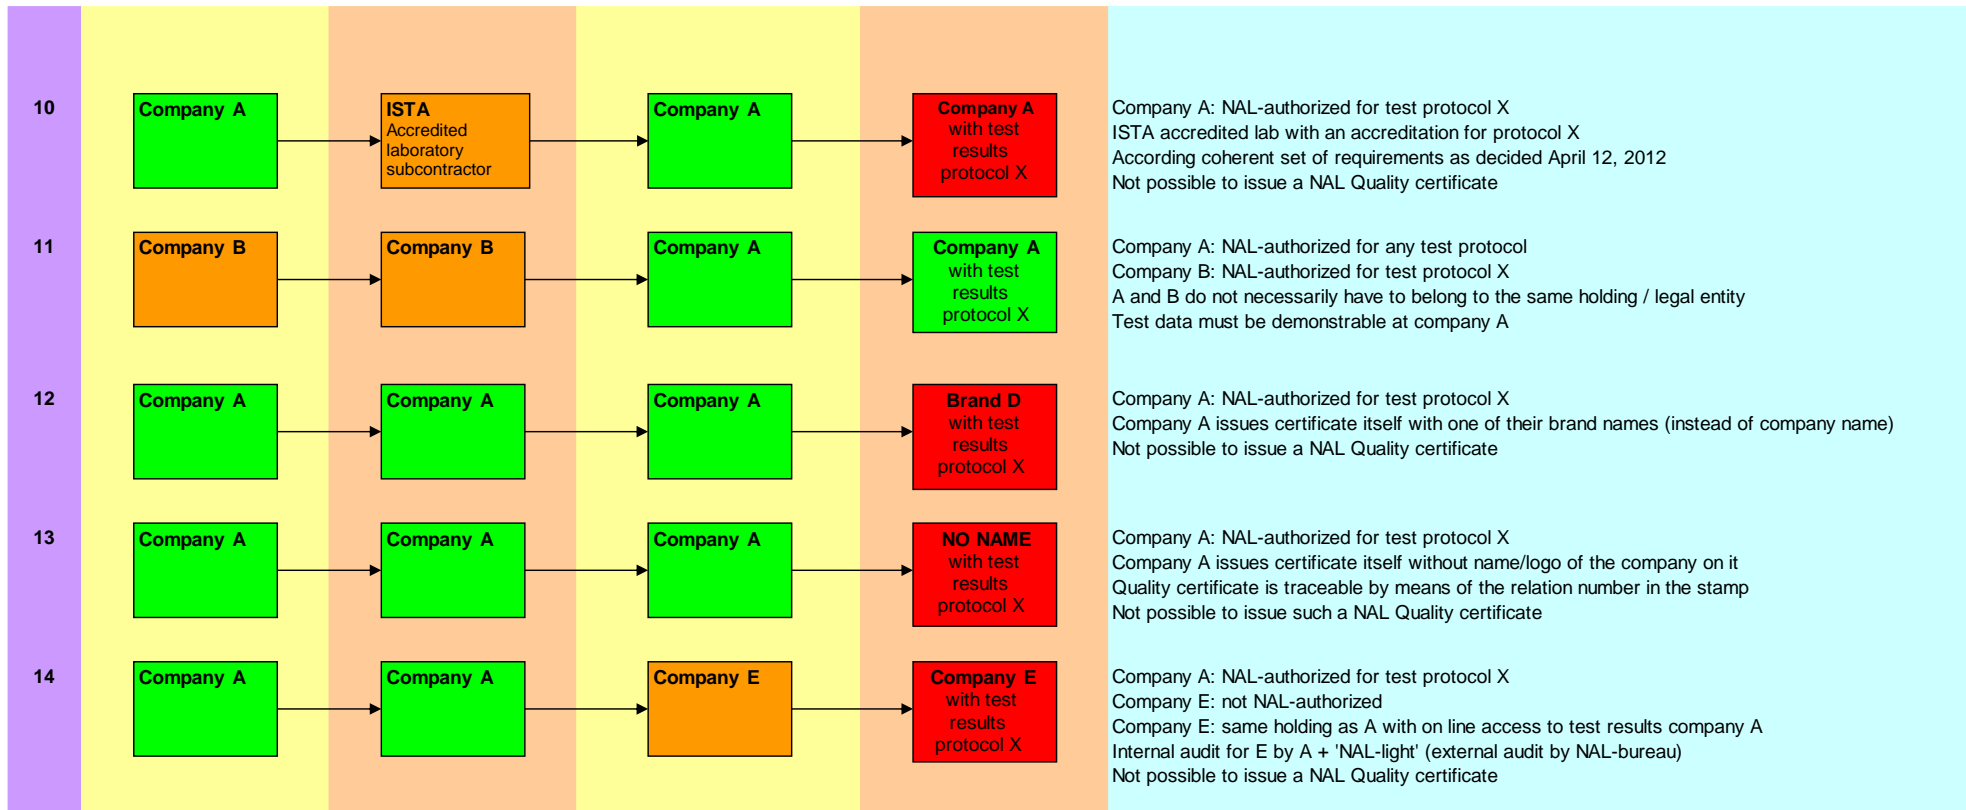 10
Company A
ISTA
Accredited
laboratory
subcontractor
Company A
Company A
with test
results
protocol X
Company A: NAL-authorized for test protocol X
ISTA accredited lab with an accreditation for protocol X
According coherent set of requirements as decided April 12, 2012
Not possible to issue a NAL Quality certificate
11
Company B
Company B
Company A
Company A
with test
results
protocol X
Company A: NAL-authorized for any test protocol
Company B: NAL-authorized for test protocol X
A and B do not necessarily have to belong to the same holding / legal entity
Test data must be demonstrable at company A
12
Company A
Company A
Company A
Brand D
with test
results
protocol X
Company A: NAL-authorized for test protocol X
Company A issues certificate itself with one of their brand names (instead of company name)
Not possible to issue a NAL Quality certificate
13
Company A
Company A
Company A
NO NAME
with test
results
protocol X
Company A: NAL-authorized for test protocol X
Company A issues certificate itself without name/logo of the company on it
Quality certificate is traceable by means of the relation number in the stamp
Not possible to issue such a NAL Quality certificate
14
Company A
Company A
Company E
Company E
with test
results
protocol X
Company A: NAL-authorized for test protocol X
Company E: not NAL-authorized
Company E: same holding as A with on line access to test results company A
Internal audit for E by A + 'NAL-light' (external audit by NAL-bureau)
Not possible to issue a NAL Quality certificate